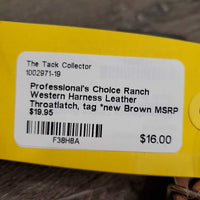 The Tack Collector
1002971-19
Professional's Choice Ranch
Western Harness Leather
Throatlatch, tag *new Brown MSRP
$19.95
$16.00
F38HBA